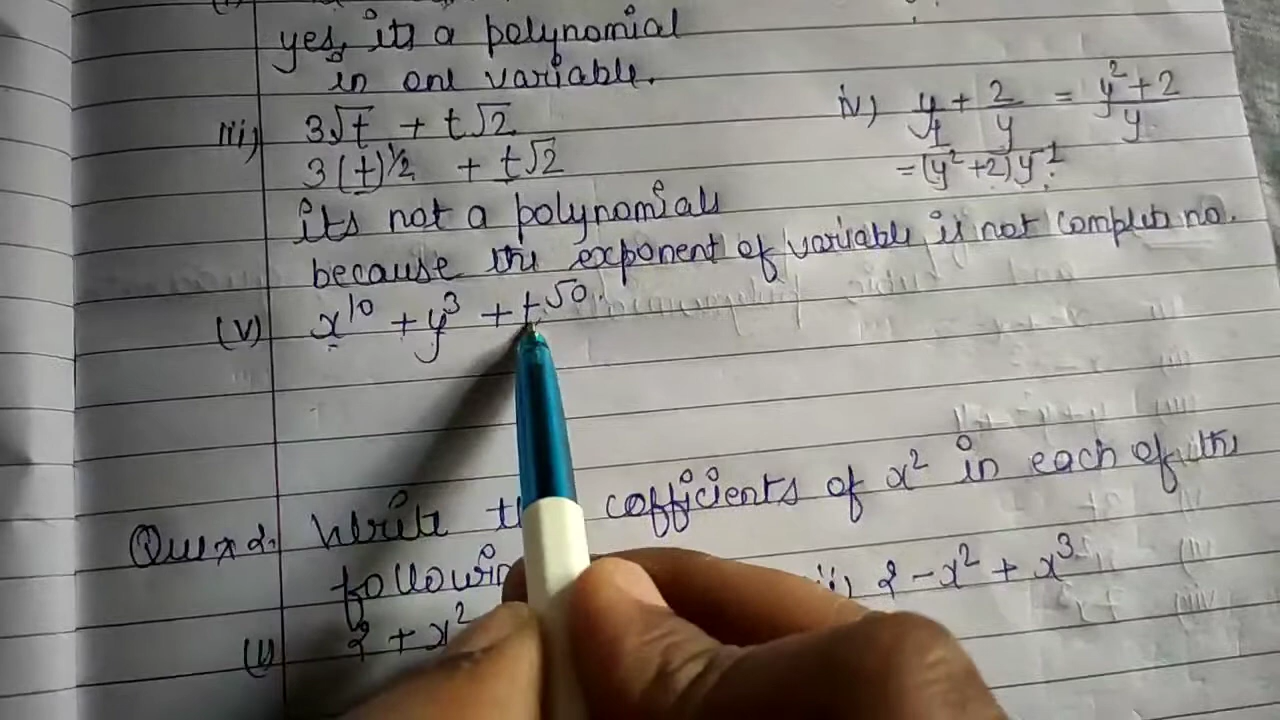 yes, its a polynomial
in one variable.
iii) 3√t + t√2
3(t)^1/2 + t√2
iv) y/1 + 2/y = y²+2/y
=(y²+2)y⁻¹
its not a polynomials
because the exponent of variable is not complete no.
(v) x¹⁰ + y³ + t⁵⁰.
Ques 2. Write the cofficients of x² in each of the
following
(i) 2 + x²
ii) 2 - x² + x³